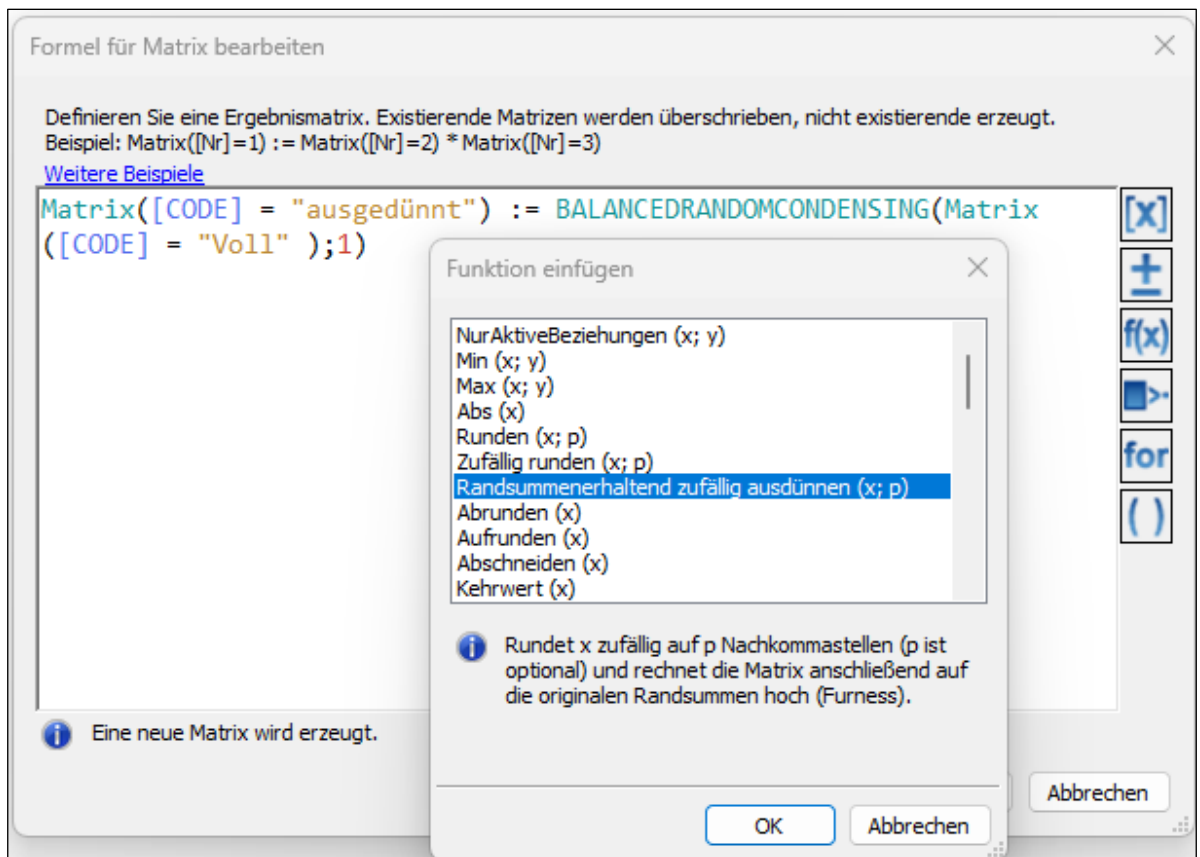 Formel für Matrix bearbeiten
Definieren Sie eine Ergebnismatrix. Existierende Matrizen werden überschrieben, nicht existierende erzeugt.
Beispiel: Matrix([Nr]=1) := Matrix([Nr]=2) * Matrix([Nr]=3)
Weitere Beispiele
Matrix([CODE] = "ausgedünnt") := BALANCEDRANDOMCONDENSING(Matrix
([CODE] = "Voll" );1)
[x]
±
f(x)
for
( )
Funktion einfügen
NurAktiveBeziehungen (x; y)
Min (x; y)
Max (x; y)
Abs (x)
Runden (x; p)
Zufällig runden (x; p)
Randsummenerhaltend zufällig ausdünnen (x; p)
Abrunden (x)
Aufrunden (x)
Abschneiden (x)
Kehrwert (x)
Rundet x zufällig auf p Nachkommastellen (p ist
optional) und rechnet die Matrix anschließend auf
die originalen Randsummen hoch (Furness).
OK
Abbrechen
Eine neue Matrix wird erzeugt.
Abbrechen